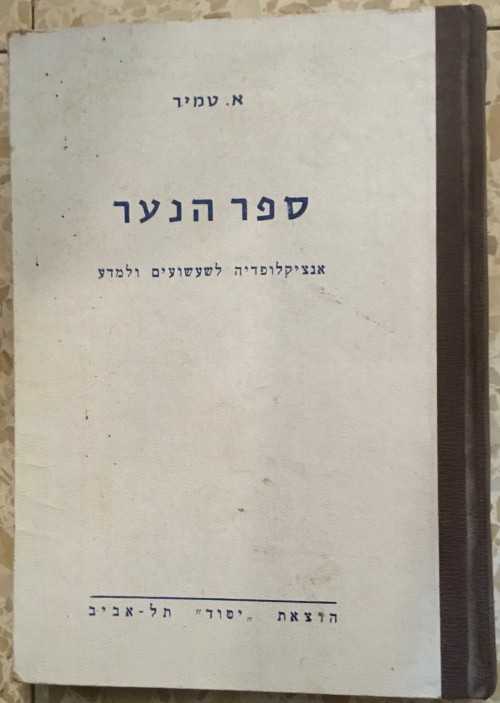 א. טמיר
ספר הנער
אנציקלופדיה לשעשועים ולמדע
הוצאת „יסוד" תל-אביב